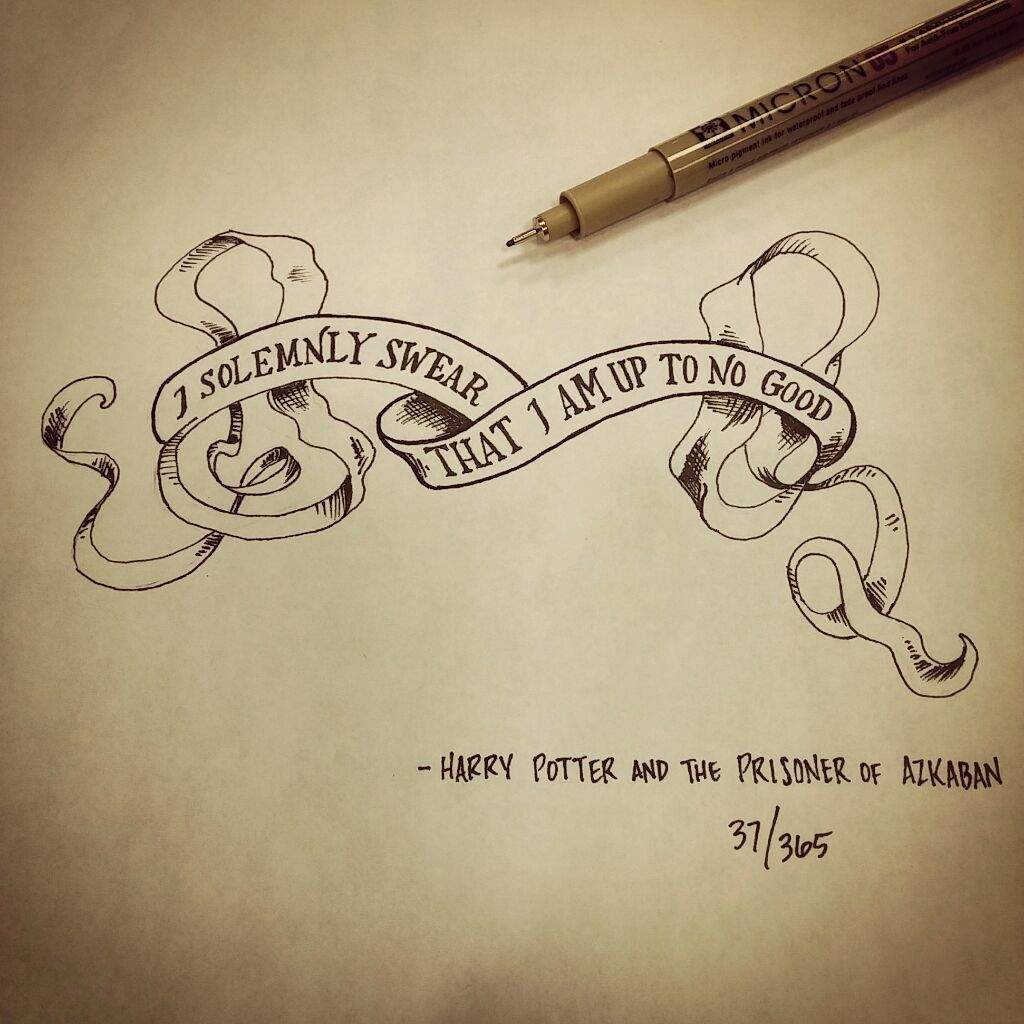 MICRON 05
Micro pigment ink for waterproof and fade proof fine lines
I SOLEMNLY SWEAR
THAT I AM UP TO NO GOOD
- HARRY POTTER AND THE PRISONER OF AZKABAN
37/365